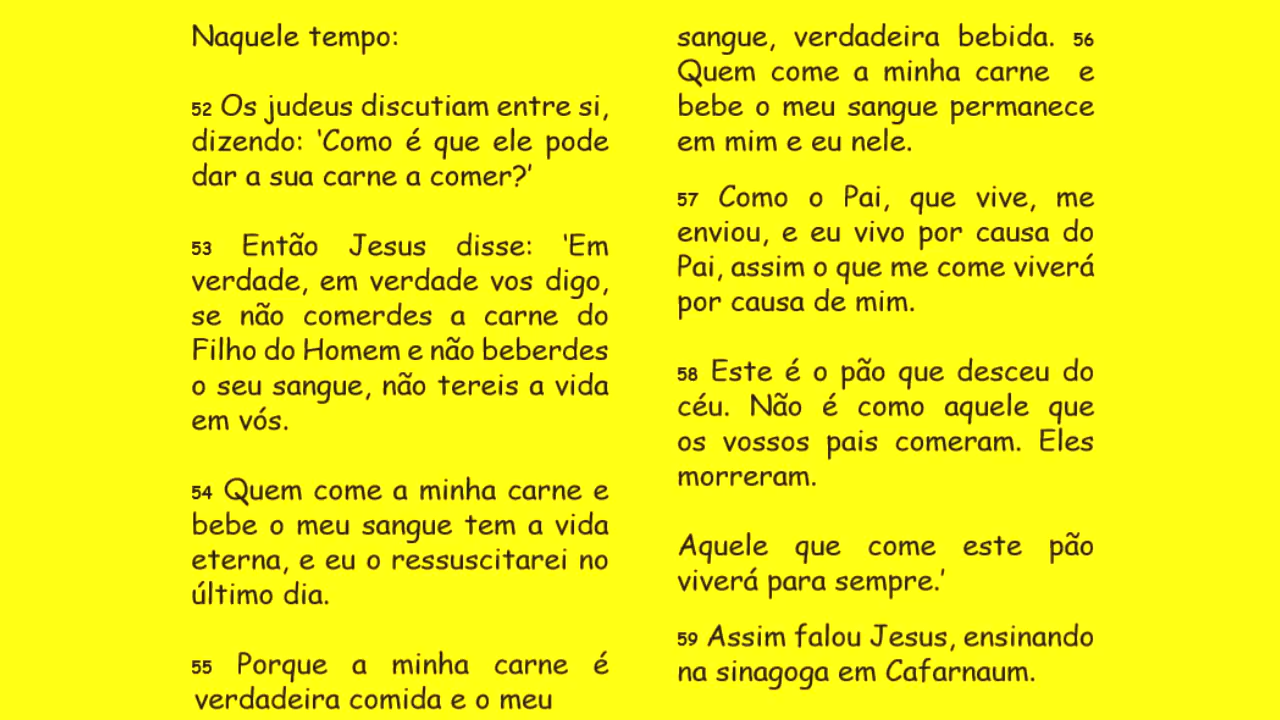 Naquele tempo:
52 Os judeus discutiam entre si,
dizendo: ‘Como é que ele pode
dar a sua carne a comer?’
53 Então Jesus disse: ‘Em
verdade, em verdade vos digo,
se não comerdes a carne do
Filho do Homem e não beberdes
o seu sangue, não tereis a vida
em vós.
54 Quem come a minha carne e
bebe o meu sangue tem a vida
eterna, e eu o ressuscitarei no
último dia.
55 Porque a minha carne é
verdadeira comida e o meu
sangue, verdadeira bebida. 56
Quem come a minha carne e
bebe o meu sangue permanece
em mim e eu nele.
57 Como o Pai, que vive, me
enviou, e eu vivo por causa do
Pai, assim o que me come viverá
por causa de mim.
58 Este é o pão que desceu do
céu. Não é como aquele que
os vossos pais comeram. Eles
morreram.
Aquele que come este pão
viverá para sempre.’
59 Assim falou Jesus, ensinando
na sinagoga em Cafarnaum.